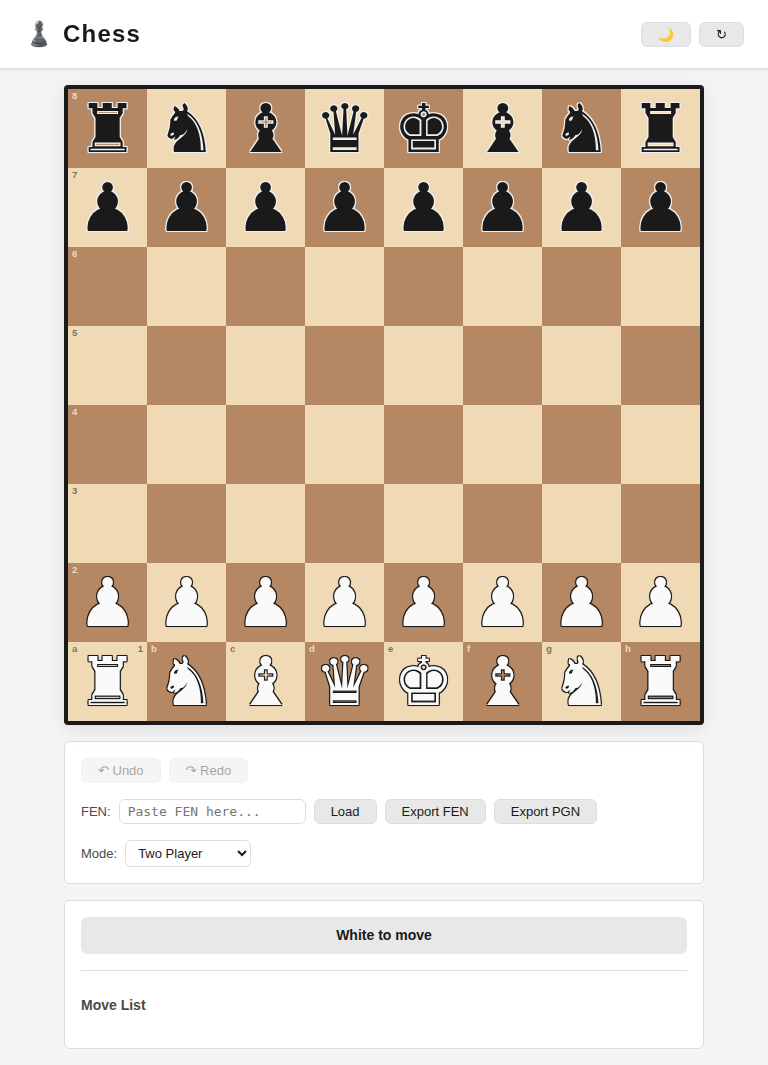 Chess
8
7
6
5
4
3
2
a 1 b c d e f g h
↶ Undo ↷ Redo
FEN: Paste FEN here... Load Export FEN Export PGN
Mode: Two Player
White to move
Move List